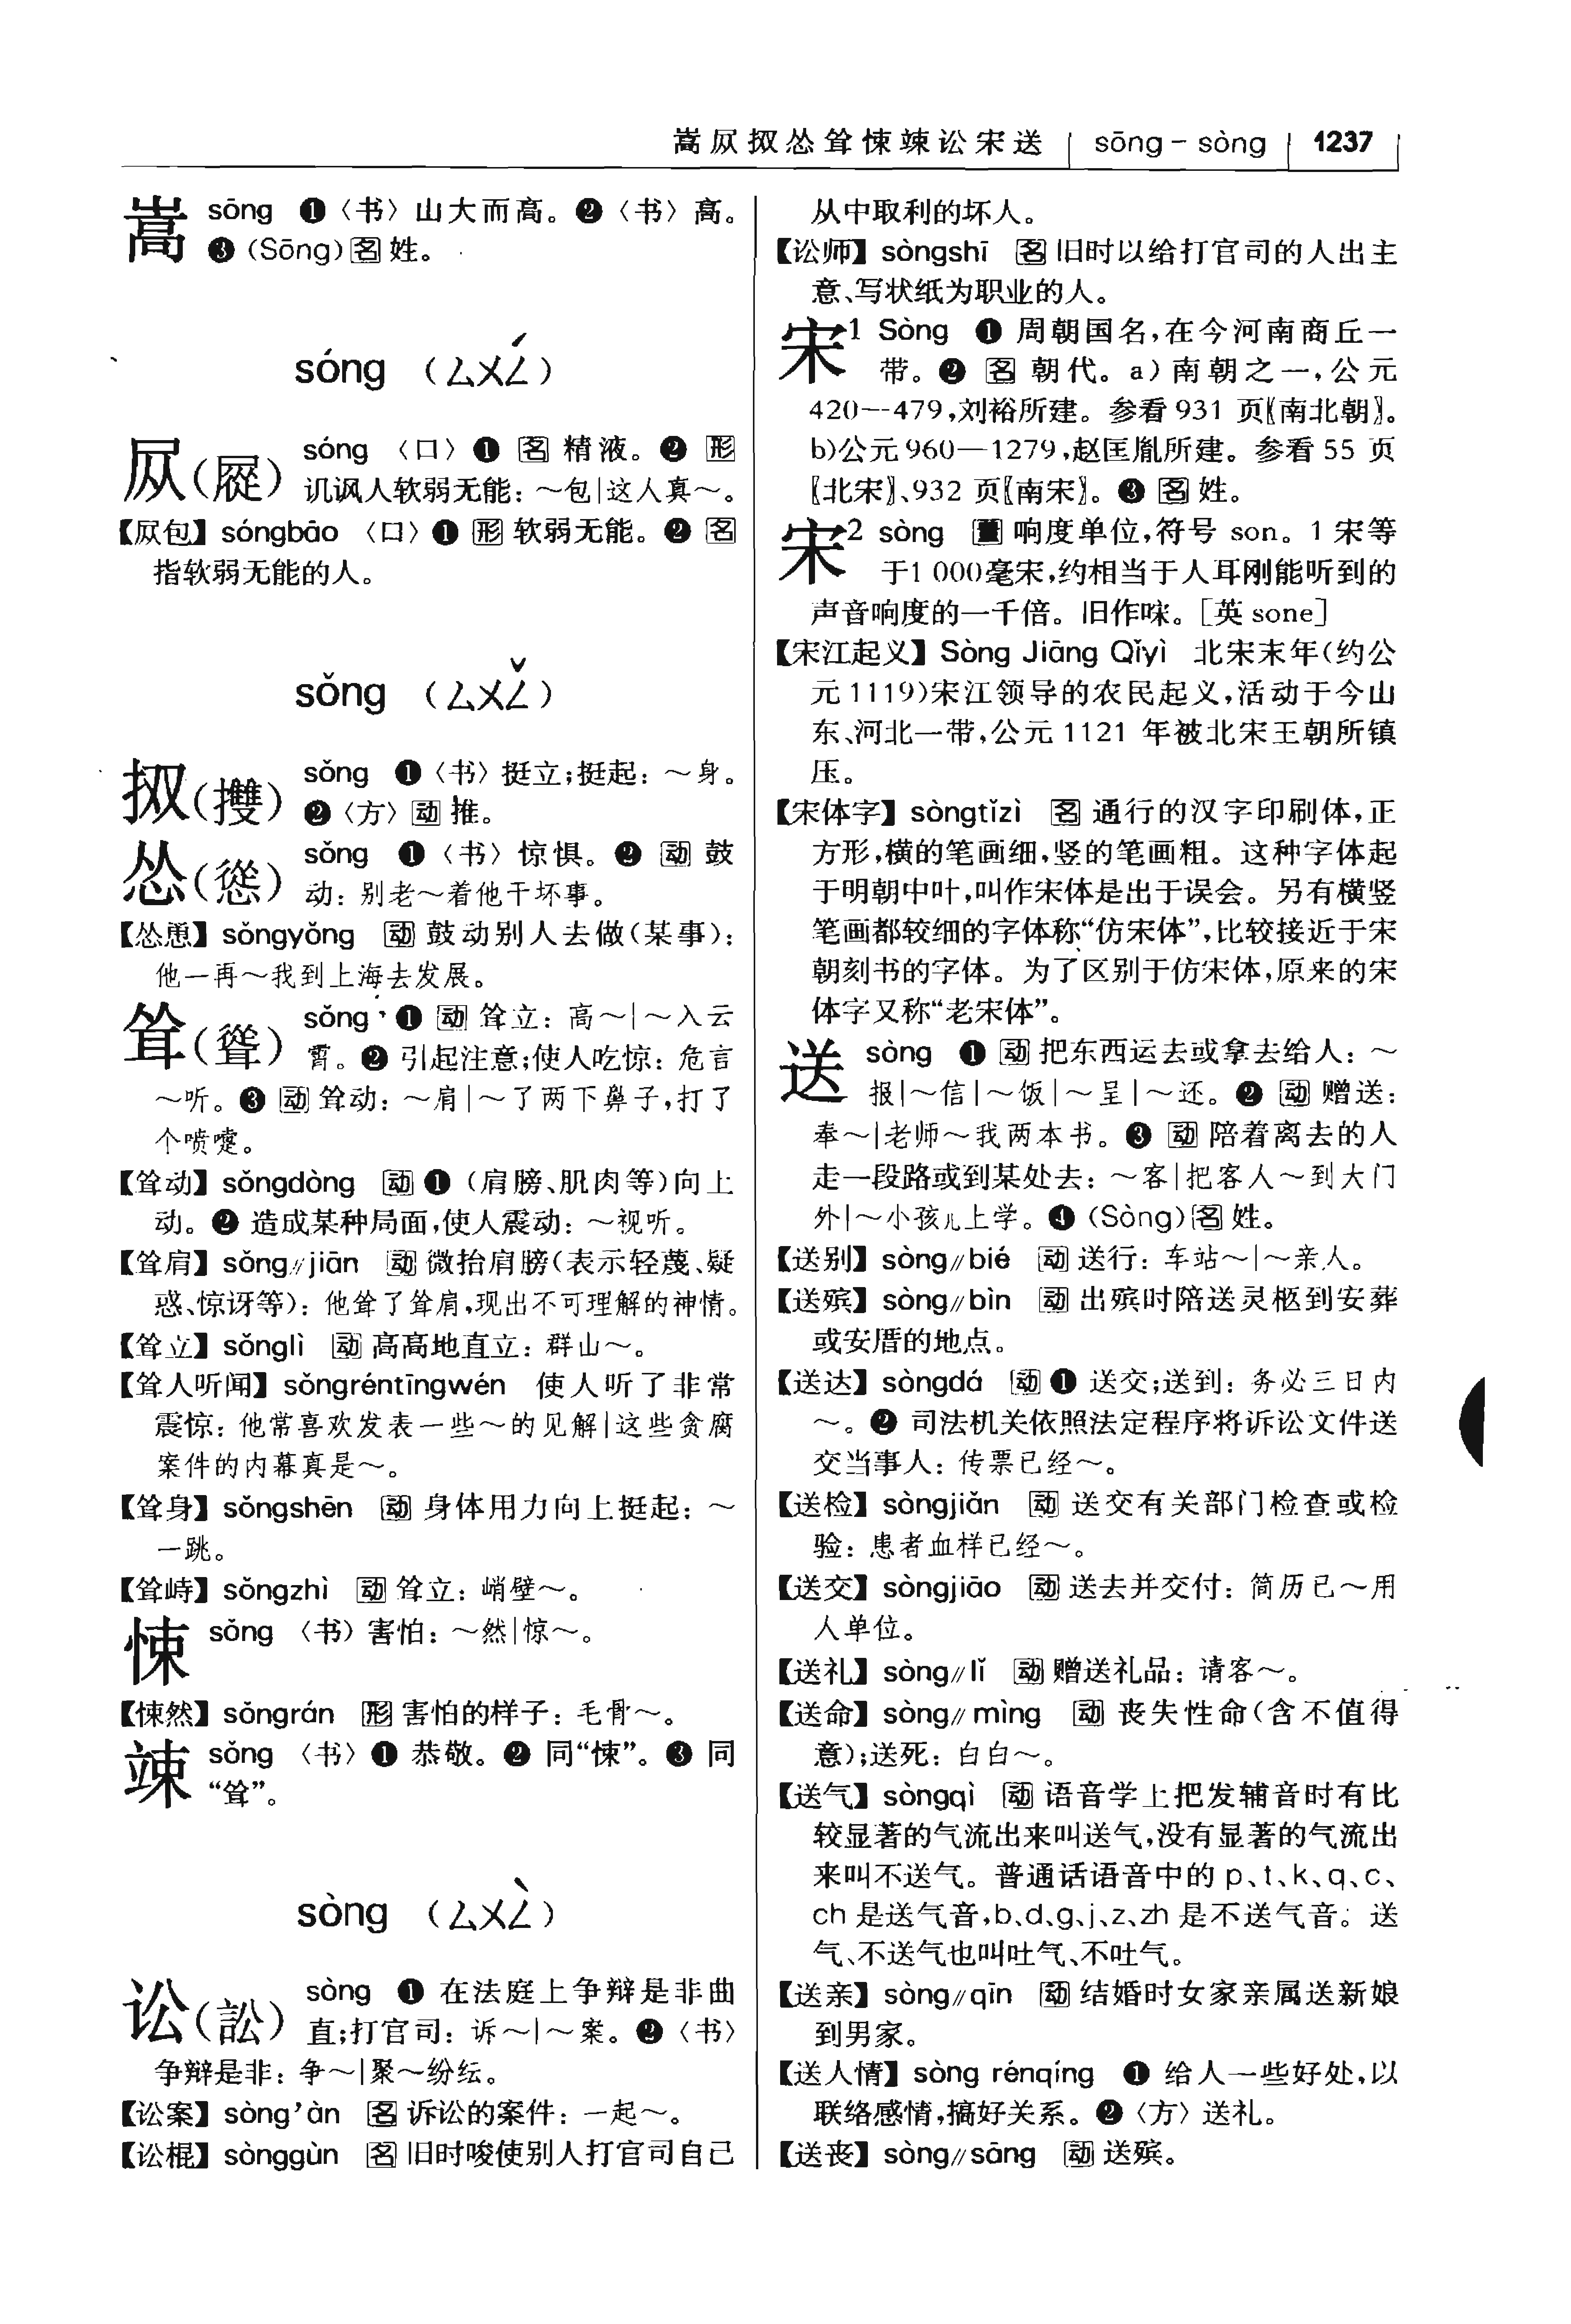 嵩㞞㧐怂耸悚竦讼宋送 | sōng – sòng | 1237
嵩 sōng ❶〈书〉山大而高。❷〈书〉高。
❸ (Sōng) 名 姓。
sóng （ㄙㄨㄥˊ）
㞞(㞞) sóng 〈口〉❶ 名 精液。❷ 形
讥讽人软弱无能：～包|这人真～。
【㞞包】sóngbāo 〈口〉❶ 形 软弱无能。❷ 名
指软弱无能的人。
sǒng （ㄙㄨㄥˇ）
㧐(㩳) sǒng ❶〈书〉挺立；挺起：～身。
❷〈方〉动 推。
怂(慫) sǒng ❶〈书〉惊惧。❷ 动 鼓
动：别老～着他干坏事。
【怂恿】sǒngyǒng 动 鼓动别人去做（某事）：
他一再～我到上海去发展。
耸(聳) sǒng ❶ 动 耸立：高～|～入云
霄。❷ 引起注意；使人吃惊：危言
～听。❸ 动 耸动：～肩|～了两下鼻子，打了
个喷嚏。
【耸动】sǒngdòng 动 ❶（肩膀、肌肉等）向上
动。❷ 造成某种局面，使人震动：～视听。
【耸肩】sǒng∥jiān 动 微抬肩膀（表示轻蔑、疑
惑、惊讶等）：他耸了耸肩，现出不可理解的神情。
【耸立】sǒnglì 动 高高地直立：群山～。
【耸人听闻】sǒngréntīngwén 使人听了非常
震惊：他常喜欢发表一些～的见解|这些贪腐
案件的内幕真是～。
【耸身】sǒngshēn 动 身体用力向上挺起：～
一跳。
【耸峙】sǒngzhì 动 耸立：峭壁～。
悚 sǒng 〈书〉害怕：～然|惊～。
【悚然】sǒngrán 形 害怕的样子：毛骨～。
竦 sǒng 〈书〉❶ 恭敬。❷ 同“悚”。❸ 同
“耸”。
sòng （ㄙㄨㄥˋ）
讼(訟) sòng ❶ 在法庭上争辩是非曲
直；打官司：诉～|～案。❷〈书〉
争辩是非：争～|聚～纷纭。
【讼案】sòng'àn 名 诉讼的案件：一起～。
【讼棍】sònggùn 名 旧时唆使别人打官司自己
从中取利的坏人。
【讼师】sòngshī 名 旧时以给打官司的人出主
意、写状纸为职业的人。
宋1 Sòng ❶ 周朝国名，在今河南商丘一
带。❷ 名 朝代。a）南朝之一，公元
420—479，刘裕所建。参看931页〖南北朝〗。
b)公元960—1279，赵匡胤所建。参看55页
〖北宋〗、932页〖南宋〗。❸ 名 姓。
宋2 sòng 量 响度单位，符号 son。1 宋等
于1 000毫宋，约相当于人耳刚能听到的
声音响度的一千倍。旧作㕴。[英 sone]
【宋江起义】Sòng Jiāng Qǐyì 北宋末年（约公
元1119）宋江领导的农民起义，活动于今山
东、河北一带，公元1121年被北宋王朝所镇
压。
【宋体字】sòngtǐzì 名 通行的汉字印刷体，正
方形，横的笔画细，竖的笔画粗。这种字体起
于明朝中叶，叫作宋体是出于误会。另有横竖
笔画都较细的字体称“仿宋体”，比较接近于宋
朝刻书的字体。为了区别于仿宋体，原来的宋
体字又称“老宋体”。
送 sòng ❶ 动 把东西运去或拿去给人：～
报|～信|～饭|～呈|～还。❷ 动 赠送：
奉～|老师～我两本书。❸ 动 陪着离去的人
走一段路或到某处去：～客|把客人～到大门
外|～小孩儿上学。❹ (Sòng) 名 姓。
【送别】sòng∥bié 动 送行：车站～|～亲人。
【送殡】sòng∥bìn 动 出殡时陪送灵柩到安葬
或安厝的地点。
【送达】sòngdá 动 ❶ 送交；送到：务必三日内
～。❷ 司法机关依照法定程序将诉讼文件送
交当事人：传票已经～。
【送检】sòngjiǎn 动 送交有关部门检查或检
验：患者血样已经～。
【送交】sòngjiāo 动 送去并交付：简历已～用
人单位。
【送礼】sòng∥lǐ 动 赠送礼品：请客～。
【送命】sòng∥mìng 动 丧失性命（含不值得
意）；送死：白白～。
【送气】sòngqì 动 语音学上把发辅音时有比
较显著的气流出来叫送气，没有显著的气流出
来叫不送气。普通话语音中的 p、t、k、q、c、
ch 是送气音，b、d、g、j、z、zh 是不送气音。送
气、不送气也叫吐气、不吐气。
【送亲】sòng∥qīn 动 结婚时女家亲属送新娘
到男家。
【送人情】sòng rénqíng ❶ 给人一些好处，以
联络感情，搞好关系。❷〈方〉送礼。
【送丧】sòng∥sāng 动 送殡。